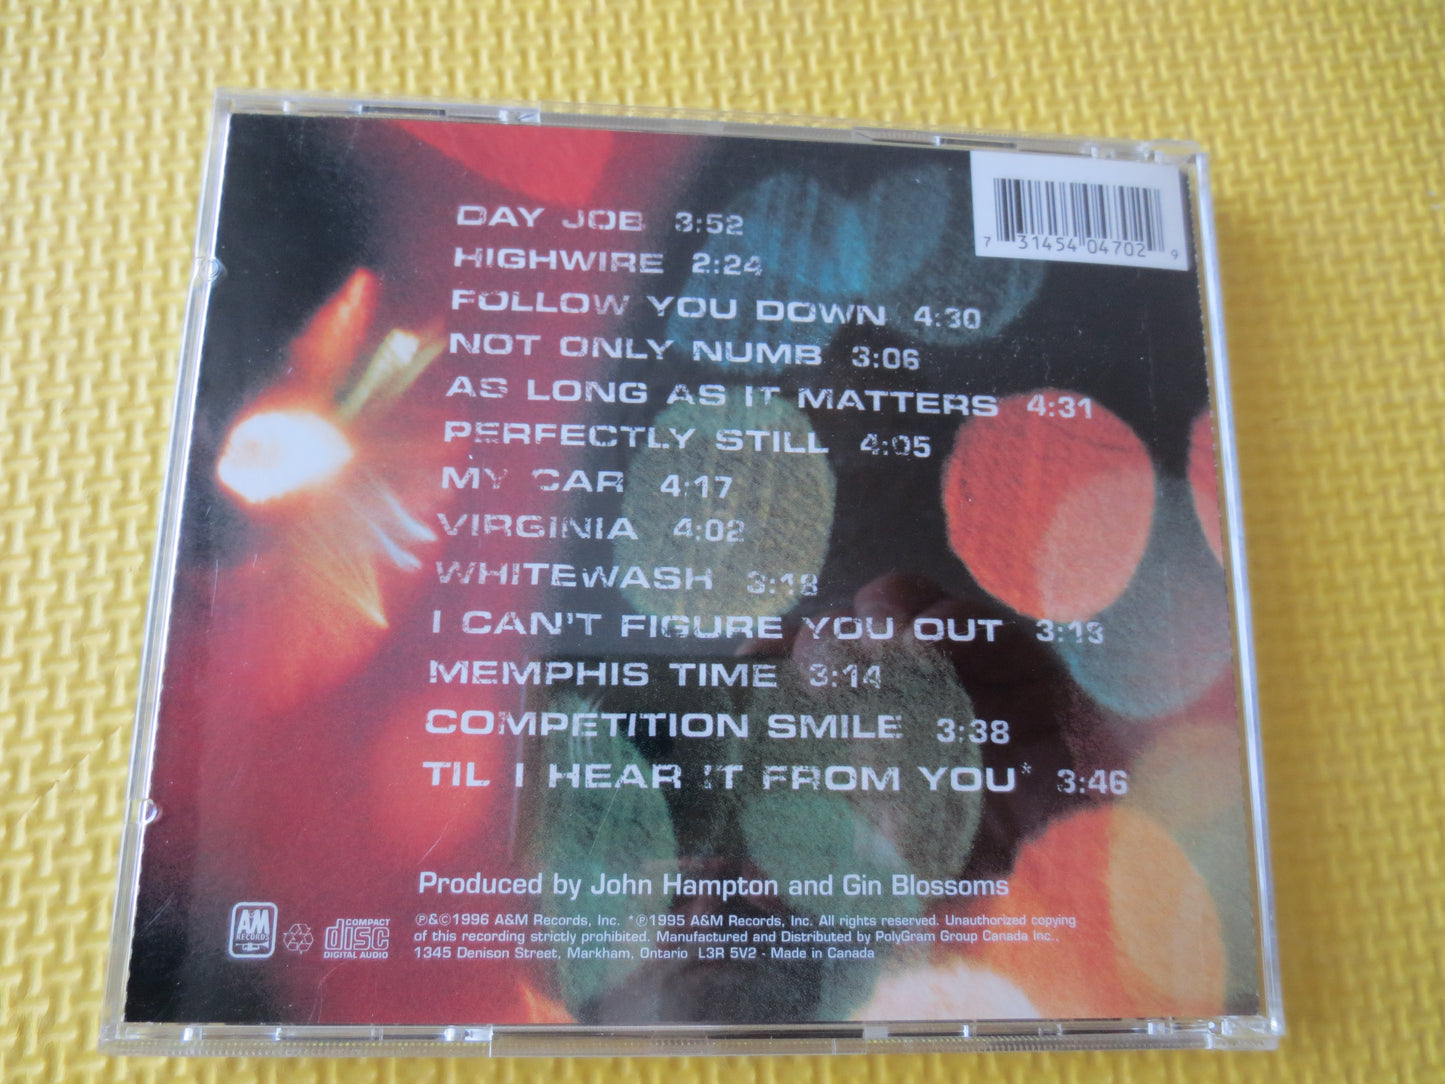 DAY JOB 3:52
HIGHWIRE 2:24
FOLLOW YOU DOWN 4:30
NOT ONLY NUMB 3:06
AS LONG AS IT MATTERS 4:31
PERFECTLY STILL 4:05
MY CAR 4:17
VIRGINIA 4:02
WHITEWASH 3:18
I CAN'T FIGURE YOU OUT 3:13
MEMPHIS TIME 3:14
COMPETITION SMILE 3:38
TIL I HEAR IT FROM YOU* 3:46
7 31454 04702 9
Produced by John Hampton and Gin Blossoms
A&M RECORDS
COMPACT disc DIGITAL AUDIO
℗&©1996 A&M Records, Inc. *℗1995 A&M Records, Inc. All rights reserved. Unauthorized copying
of this recording strictly prohibited. Manufactured and Distributed by PolyGram Group Canada Inc.,
1345 Denison Street, Markham, Ontario L3R 5V2 - Made in Canada